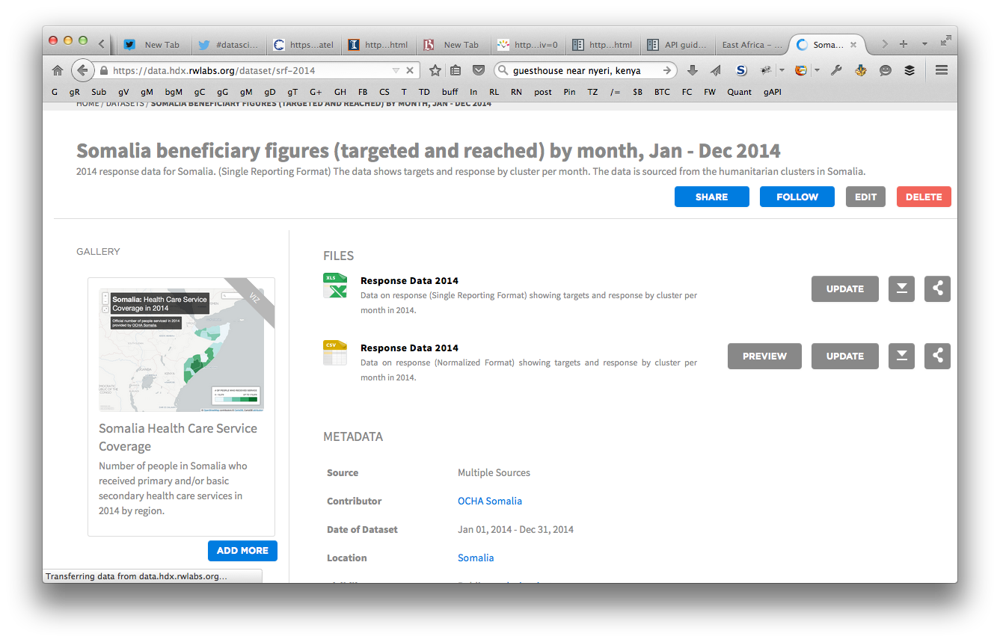 New Tab
#datasci...
https...atel
http...html
New Tab
http...iv=0
http...html
API guid...
East Africa – ...
Soma...
https://data.hdx.rwlabs.org/dataset/srf-2014
guesthouse near nyeri, kenya
G gR Sub gV gM bgM gC gG gM gD gT G+ GH FB CS T TD buff In RL RN post Pin TZ /= $B BTC FC FW Quant gAPI
HOME / DATASETS / SOMALIA BENEFICIARY FIGURES (TARGETED AND REACHED) BY MONTH, JAN - DEC 2014
Somalia beneficiary figures (targeted and reached) by month, Jan - Dec 2014
2014 response data for Somalia. (Single Reporting Format) The data shows targets and response by cluster per month. The data is sourced from the humanitarian clusters in Somalia.
SHARE
FOLLOW
EDIT
DELETE
GALLERY
VIZ
Somalia: Health Care Service
Coverage in 2014
Official number of people serviced in 2014
provided by OCHA Somalia.
Somalia Health Care Service
Coverage
Number of people in Somalia who
received primary and/or basic
secondary health care services in
2014 by region.
ADD MORE
FILES
XLS
Response Data 2014
Data on response (Single Reporting Format) showing targets and response by cluster per
month in 2014.
UPDATE
CSV
Response Data 2014
Data on response (Normalized Format) showing targets and response by cluster per
month in 2014.
PREVIEW
UPDATE
METADATA
Source Multiple Sources
Contributor OCHA Somalia
Date of Dataset Jan 01, 2014 - Dec 31, 2014
Location Somalia
Transferring data from data.hdx.rwlabs.org...